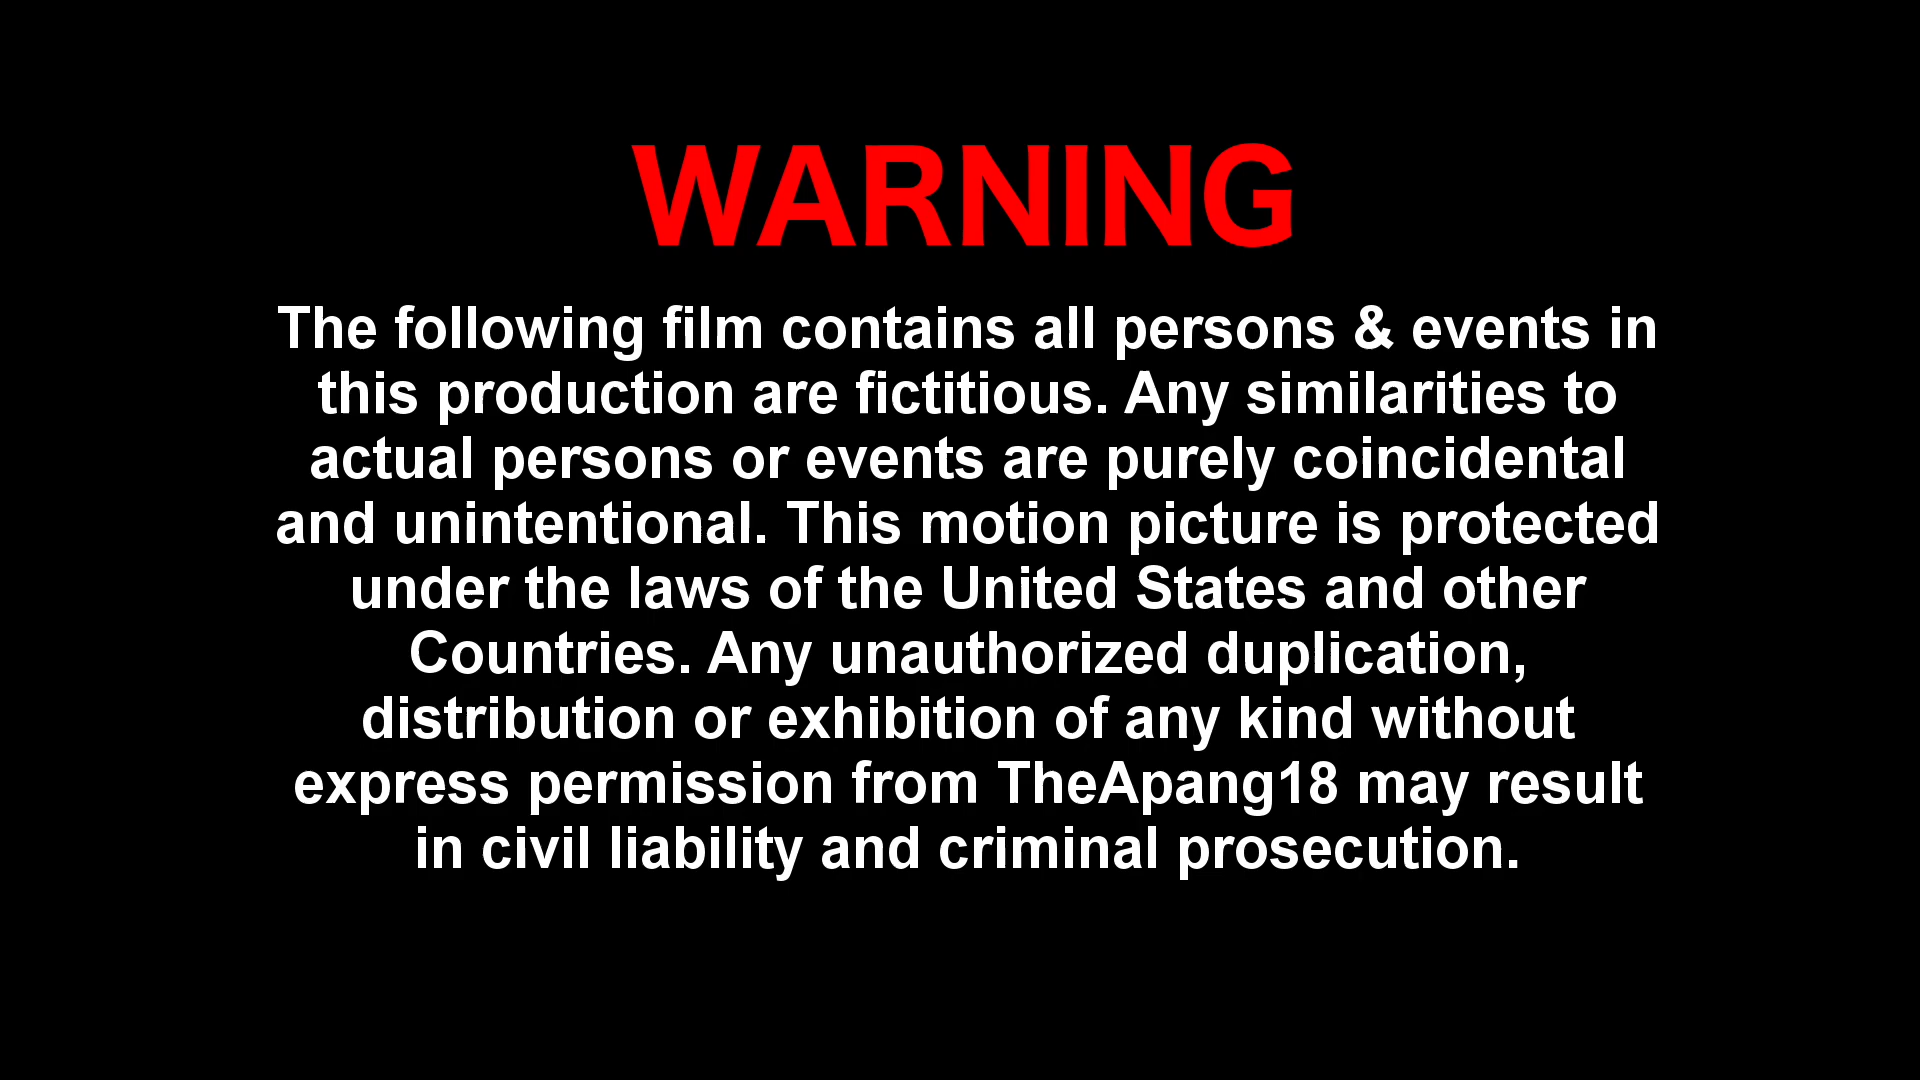 WARNING
The following film contains all persons & events in
this production are fictitious. Any similarities to
actual persons or events are purely coincidental
and unintentional. This motion picture is protected
under the laws of the United States and other
Countries. Any unauthorized duplication,
distribution or exhibition of any kind without
express permission from TheApang18 may result
in civil liability and criminal prosecution.